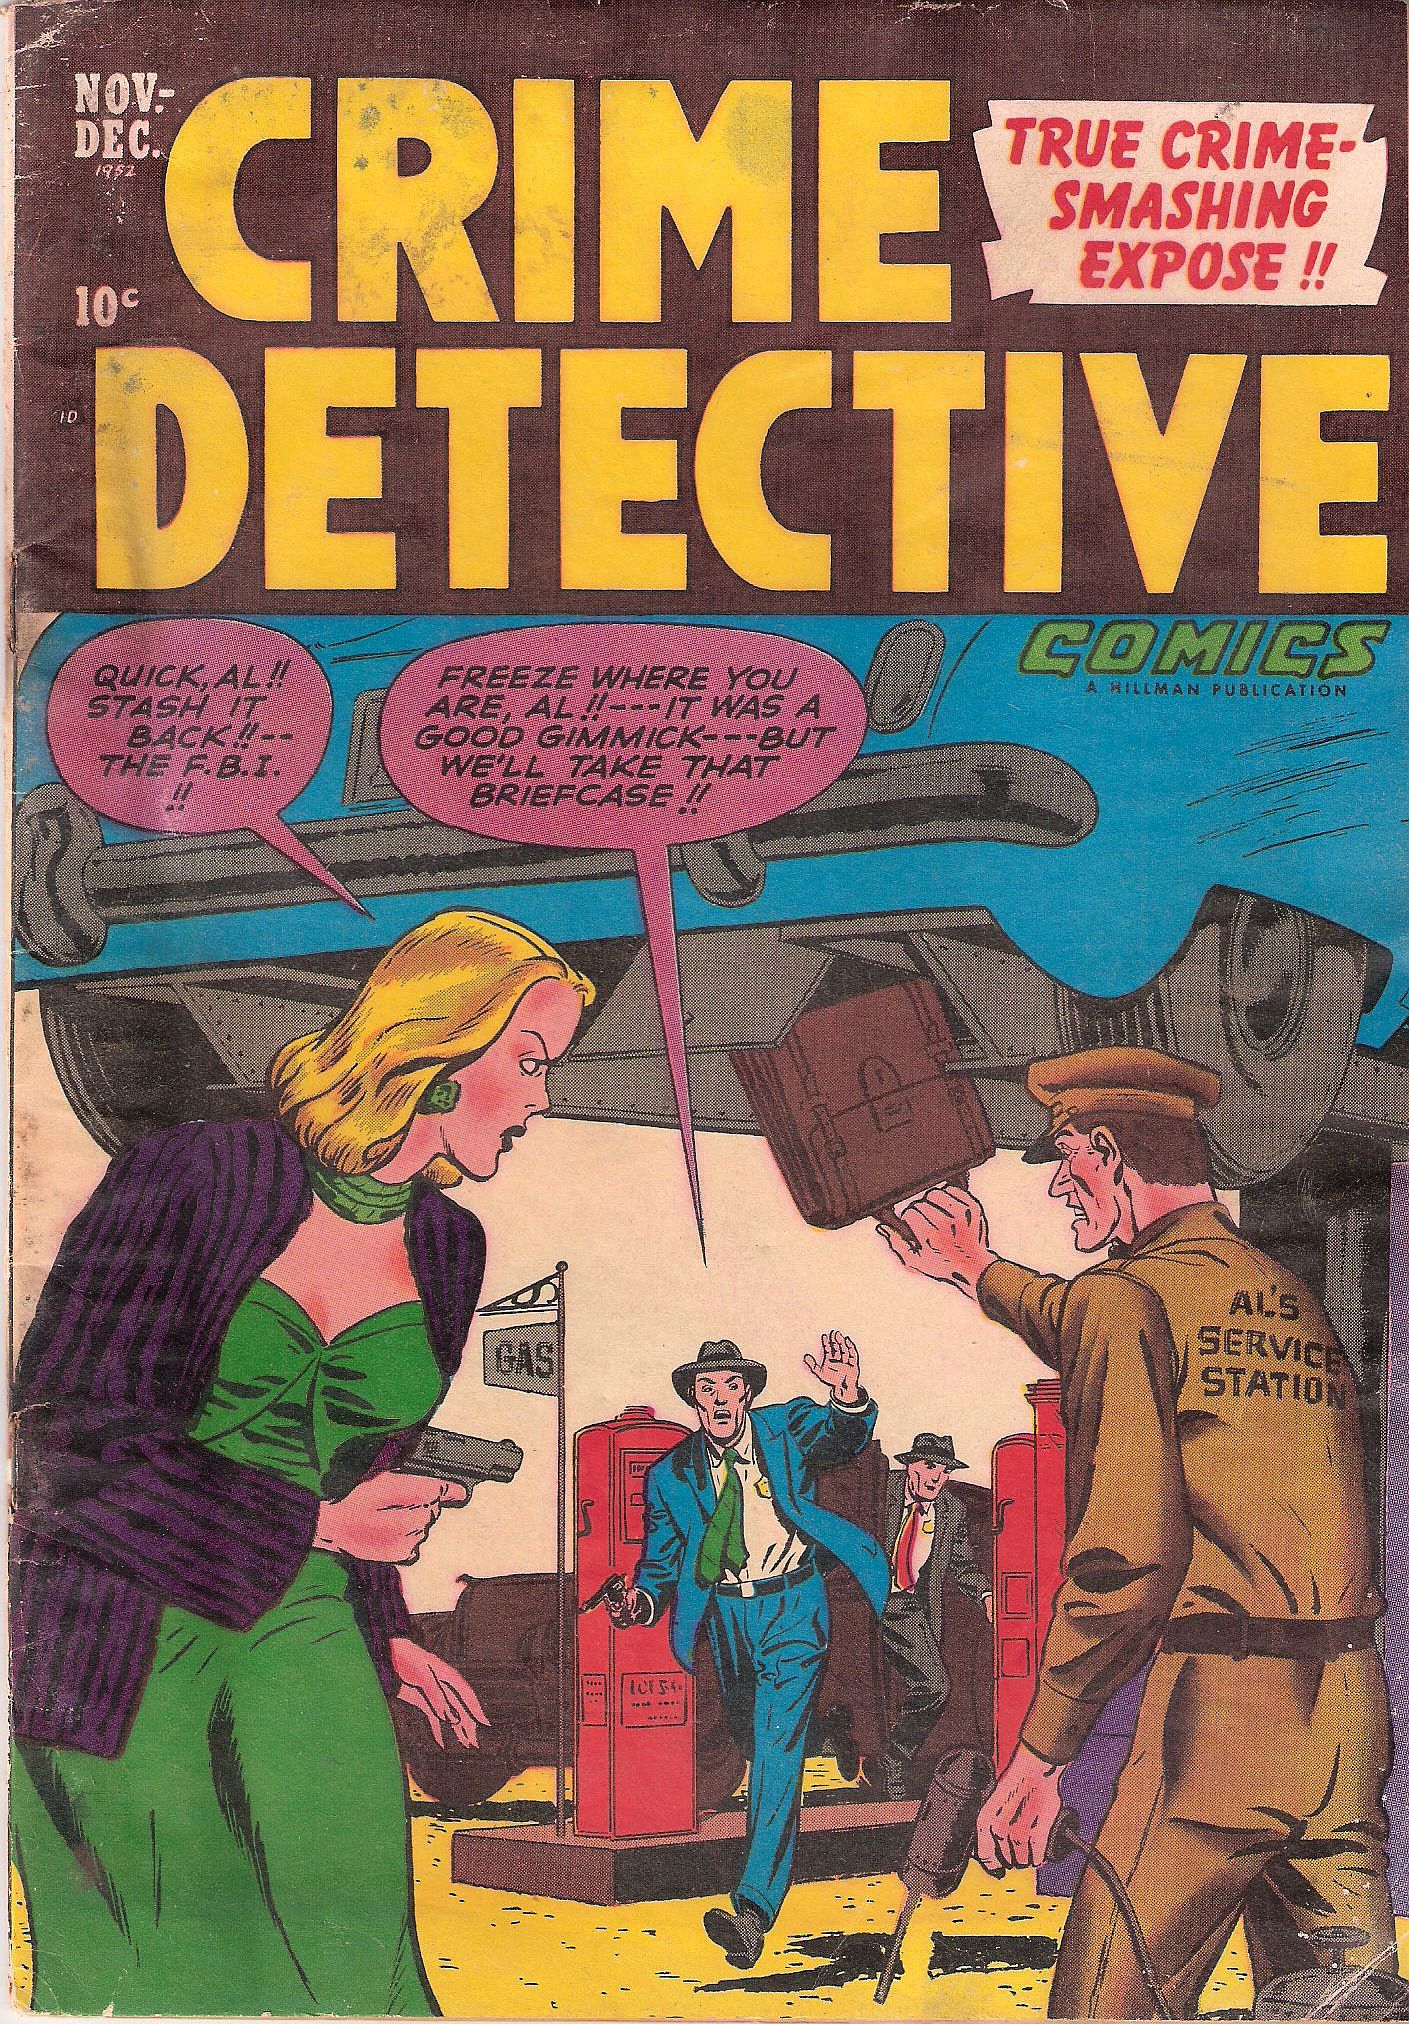 NOV.-
DEC.
1952
10c
CRIME
DETECTIVE
TRUE CRIME-
SMASHING
EXPOSE!!
COMICS
A HILLMAN PUBLICATION
QUICK, AL!!
STASH IT
BACK!!--
THE F.B.I.
!!
FREEZE WHERE YOU
ARE, AL!!---IT WAS A
GOOD GIMMICK---BUT
WE'LL TAKE THAT
BRIEFCASE!!
GAS
AL'S
SERVICE
STATION